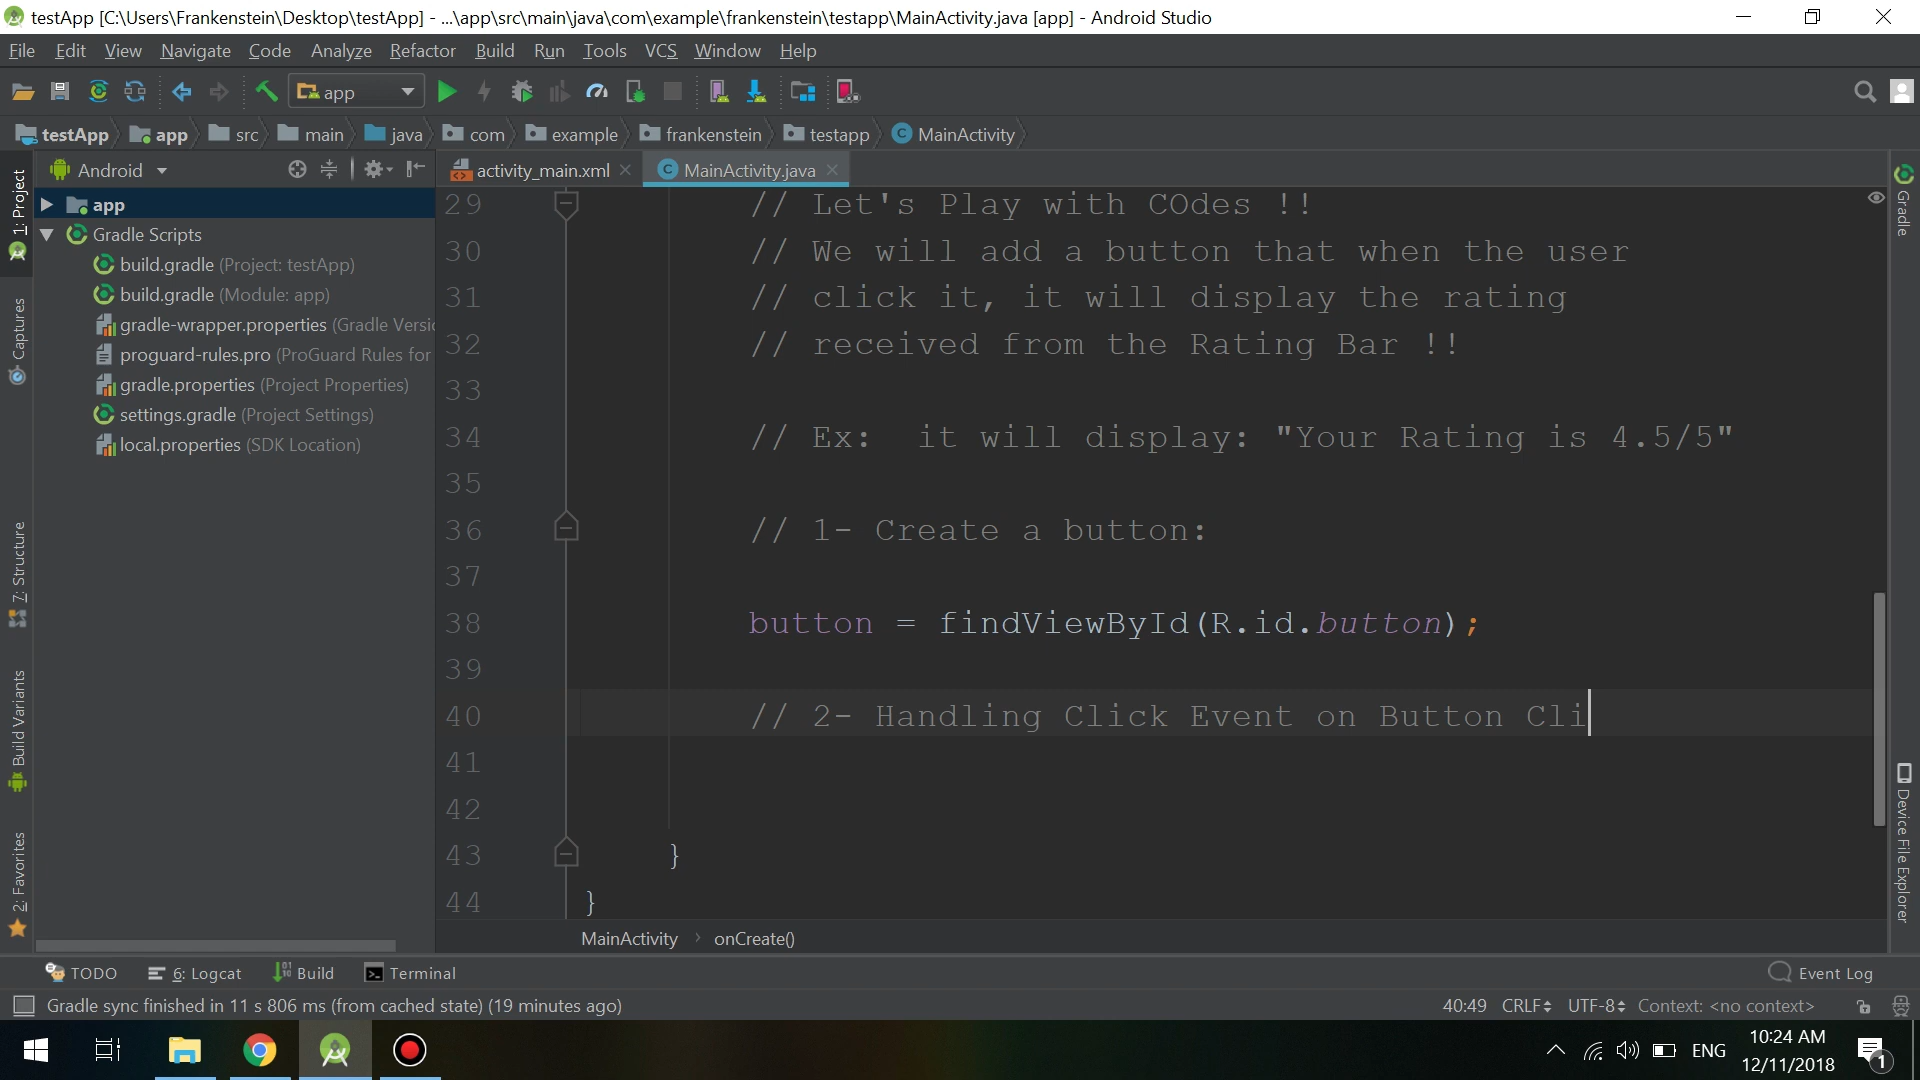 testApp [C:\Users\Frankenstein\Desktop\testApp] - ...\app\src\main\java\com\example\frankenstein\testapp\MainActivity.java [app] - Android Studio
File Edit View Navigate Code Analyze Refactor Build Run Tools VCS Window Help
app
testApp app src main java com example frankenstein testapp MainActivity
1: Project
Captures
7: Structure
Build Variants
2: Favorites
Android
app
Gradle Scripts
build.gradle (Project: testApp)
build.gradle (Module: app)
gradle-wrapper.properties (Gradle Versi
proguard-rules.pro (ProGuard Rules for
gradle.properties (Project Properties)
settings.gradle (Project Settings)
local.properties (SDK Location)
activity_main.xml MainActivity.java
29 // Let's Play with COdes !!
30 // We will add a button that when the user
31 // click it, it will display the rating
32 // received from the Rating Bar !!
33
34 // Ex: it will display: "Your Rating is 4.5/5"
35
36 // 1- Create a button:
37
38 button = findViewById(R.id.button);
39
40 // 2- Handling Click Event on Button Cli
41
42
43 }
44 }
MainActivity › onCreate()
Gradle
Device File Explorer
TODO 6: Logcat Build Terminal Event Log
Gradle sync finished in 11 s 806 ms (from cached state) (19 minutes ago) 40:49 CRLF UTF-8 Context: <no context>
ENG 10:24 AM
12/11/2018
1